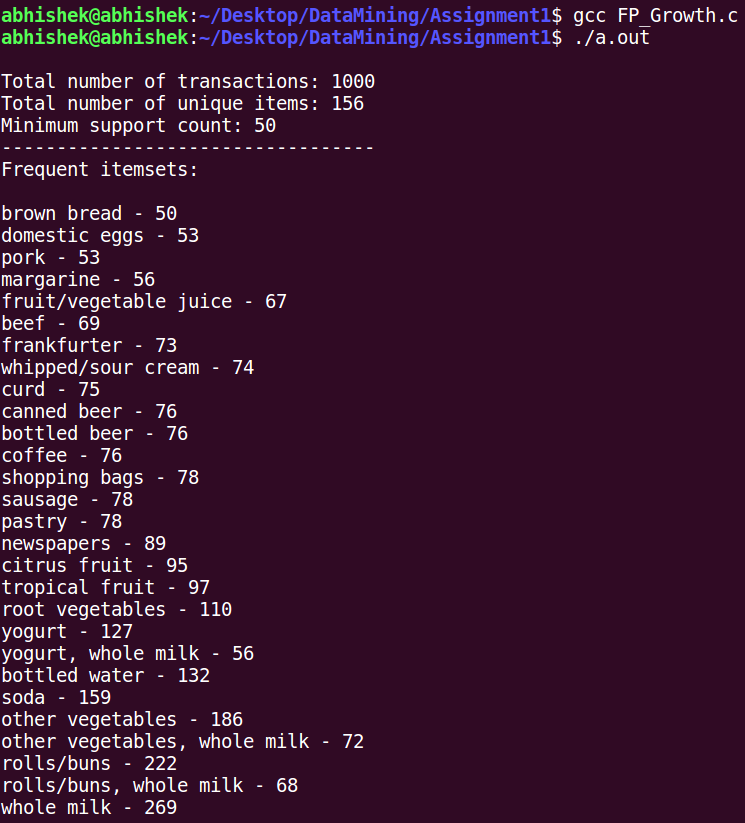 abhishek@abhishek:~/Desktop/DataMining/Assignment1$ gcc FP_Growth.c
abhishek@abhishek:~/Desktop/DataMining/Assignment1$ ./a.out
Total number of transactions: 1000
Total number of unique items: 156
Minimum support count: 50
----------------------------------
Frequent itemsets:
brown bread - 50
domestic eggs - 53
pork - 53
margarine - 56
fruit/vegetable juice - 67
beef - 69
frankfurter - 73
whipped/sour cream - 74
curd - 75
canned beer - 76
bottled beer - 76
coffee - 76
shopping bags - 78
sausage - 78
pastry - 78
newspapers - 89
citrus fruit - 95
tropical fruit - 97
root vegetables - 110
yogurt - 127
yogurt, whole milk - 56
bottled water - 132
soda - 159
other vegetables - 186
other vegetables, whole milk - 72
rolls/buns - 222
rolls/buns, whole milk - 68
whole milk - 269